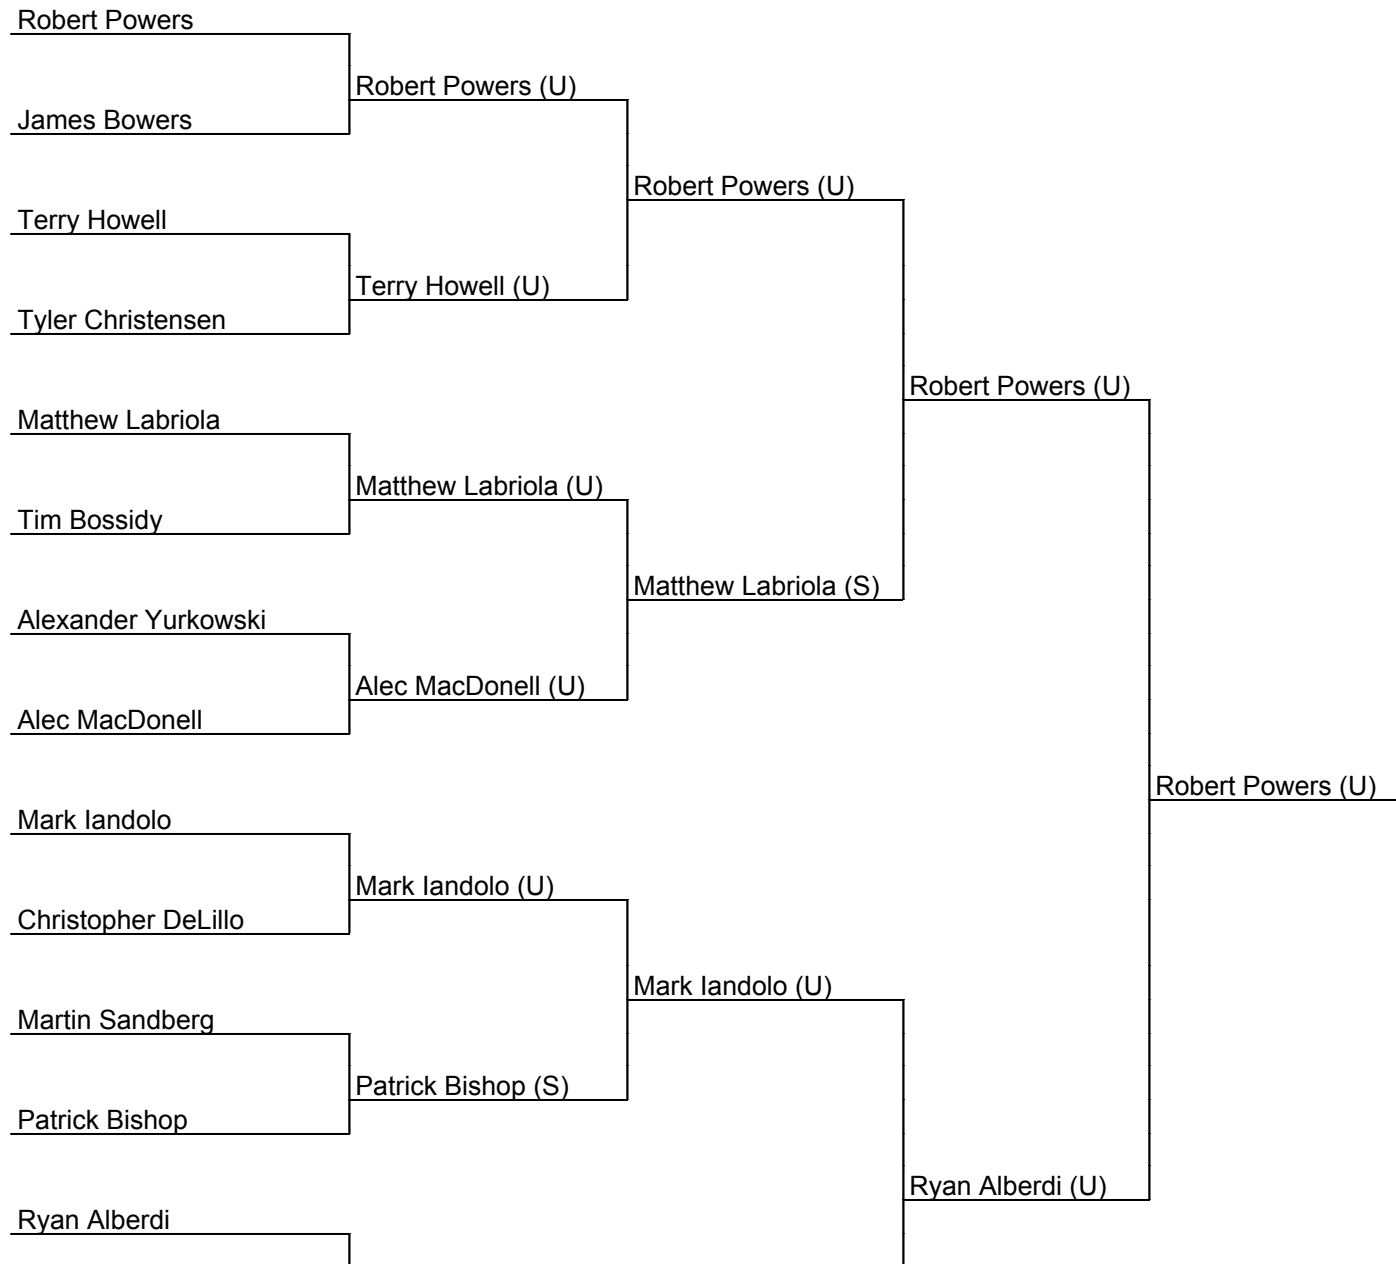 Robert Powers
Robert Powers (U)
James Bowers
Robert Powers (U)
Terry Howell
Terry Howell (U)
Tyler Christensen
Robert Powers (U)
Matthew Labriola
Matthew Labriola (U)
Tim Bossidy
Matthew Labriola (S)
Alexander Yurkowski
Alec MacDonell (U)
Alec MacDonell
Robert Powers (U)
Mark Iandolo
Mark Iandolo (U)
Christopher DeLillo
Mark Iandolo (U)
Martin Sandberg
Patrick Bishop (S)
Patrick Bishop
Ryan Alberdi (U)
Ryan Alberdi